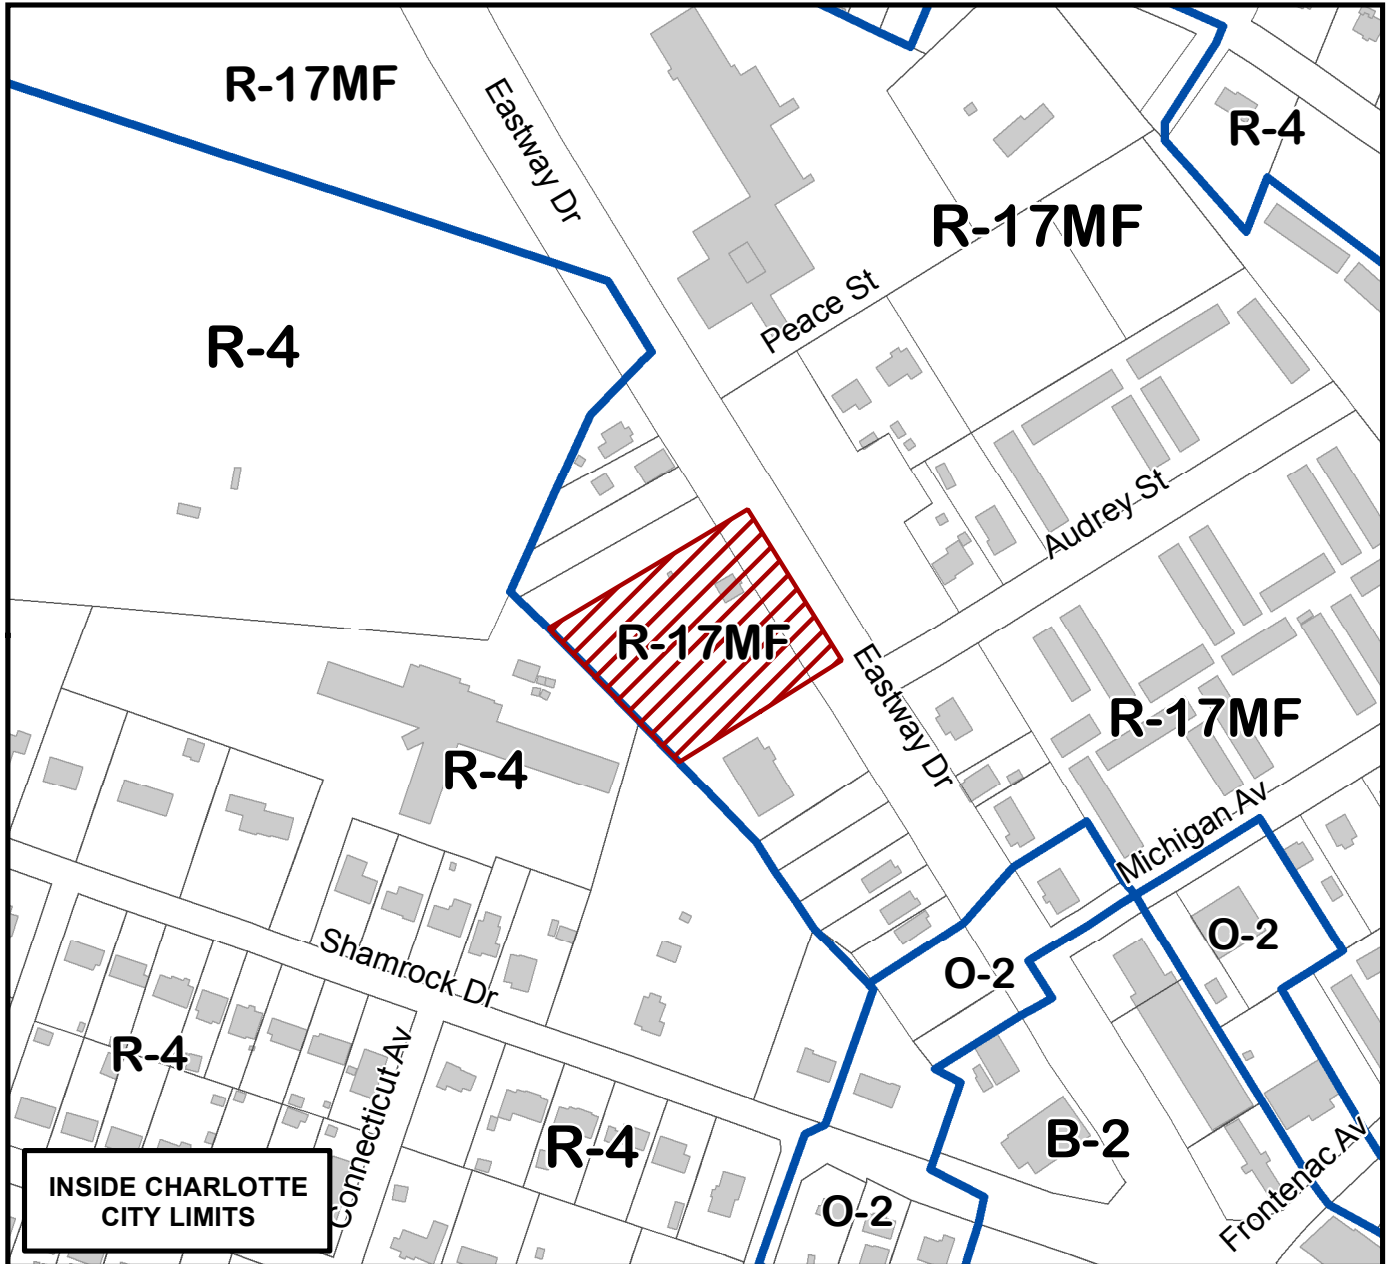 R-17MF
Eastway Dr
R-4
R-17MF
Peace St
R-4
Audrey St
R-17MF
Eastway Dr
R-17MF
R-4
Michigan Av
O-2
Shamrock Dr
O-2
R-4
Connecticut Av
R-4
B-2
Frontenac Av
O-2
INSIDE CHARLOTTE
CITY LIMITS